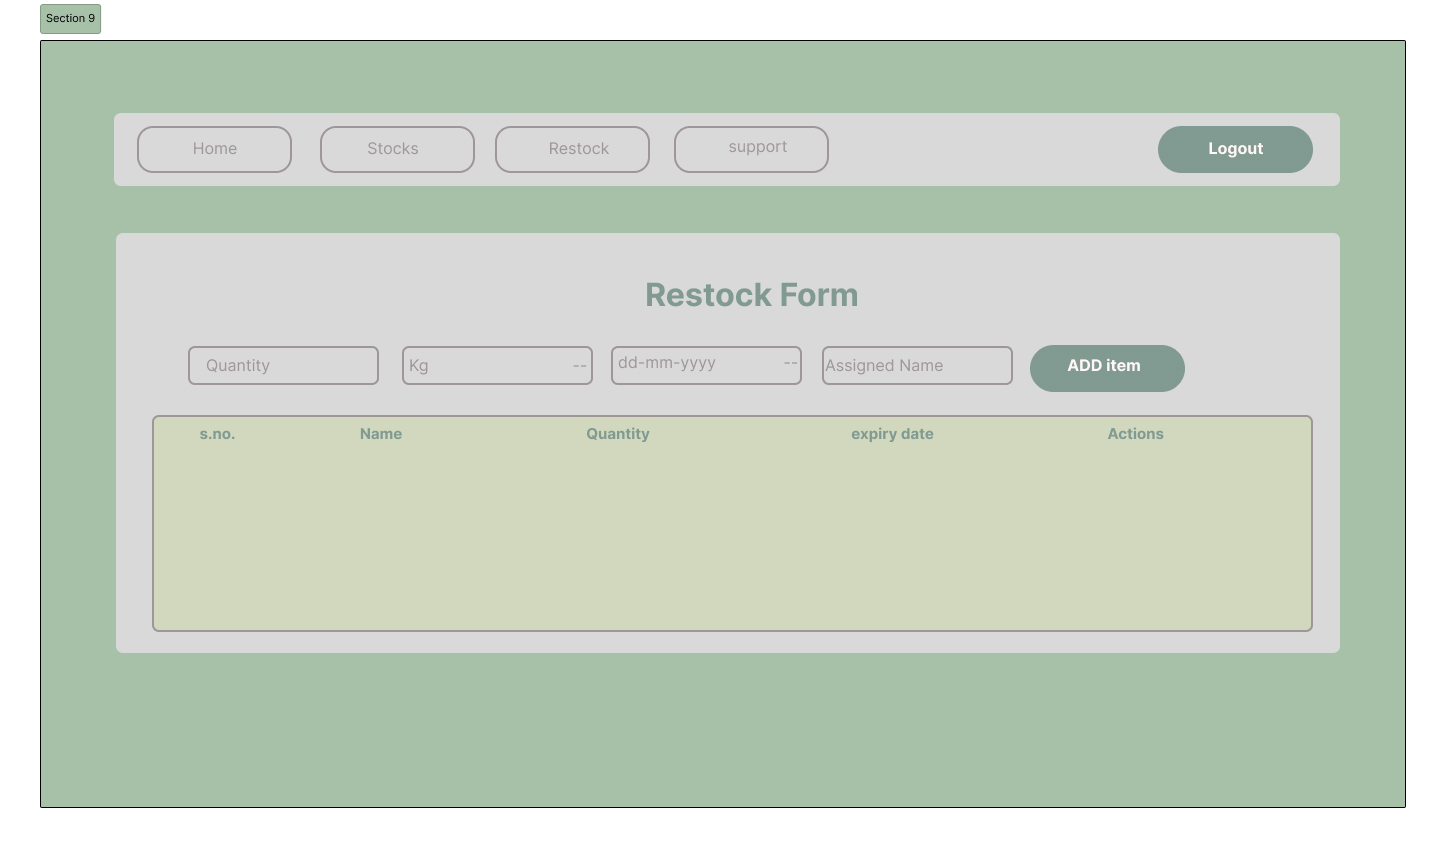 Section 9
Home Stocks Restock support Logout
Restock Form
Quantity Kg -- dd-mm-yyyy -- Assigned Name ADD item
s.no. Name Quantity expiry date Actions